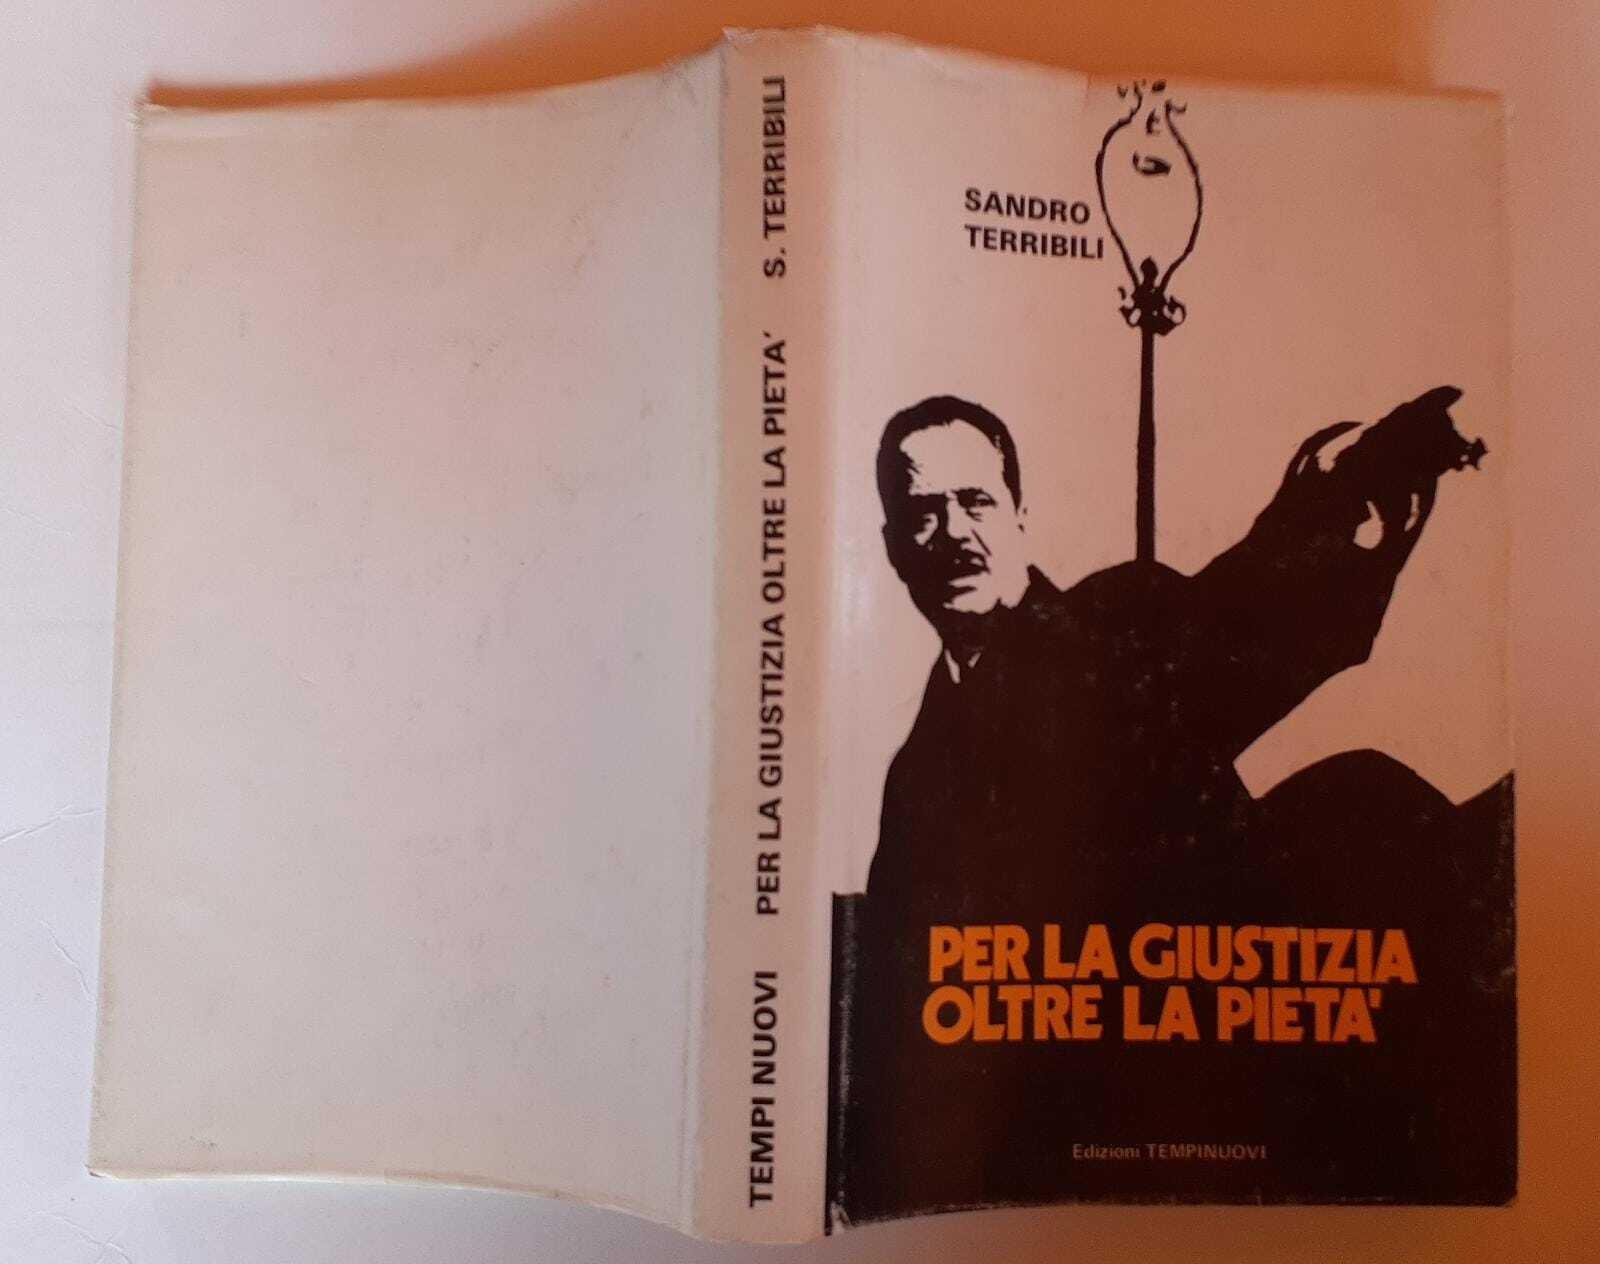 TEMPI NUOVI PER LA GIUSTIZIA OLTRE LA PIETA' S. TERRIBILI
SANDRO
TERRIBILI
PER LA GIUSTIZIA
OLTRE LA PIETA'
Edizioni TEMPINUOVI